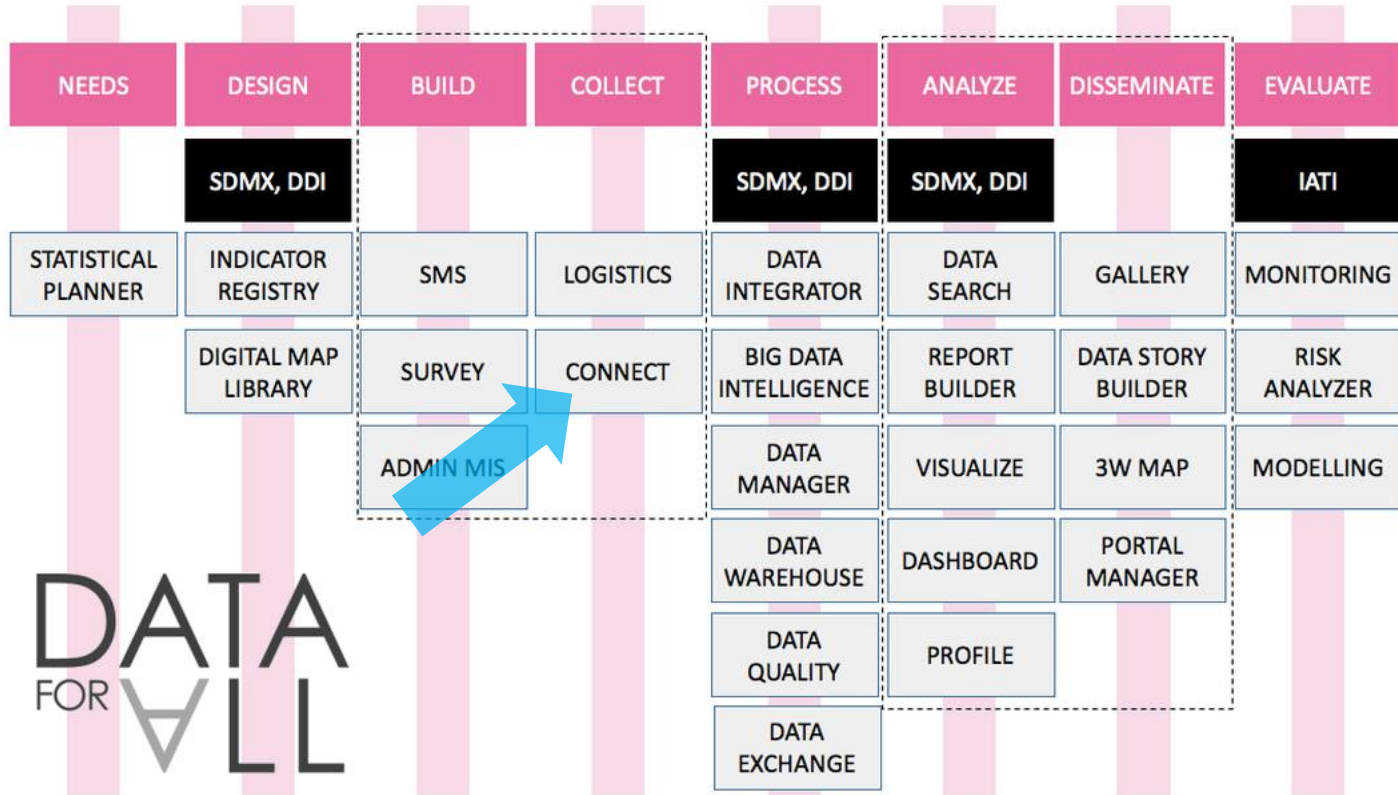 NEEDS
DESIGN
BUILD
COLLECT
PROCESS
ANALYZE
DISSEMINATE
EVALUATE
SDMX, DDI
SDMX, DDI
SDMX, DDI
IATI
STATISTICAL
PLANNER
INDICATOR
REGISTRY
SMS
LOGISTICS
DATA
INTEGRATOR
DATA
SEARCH
GALLERY
MONITORING
DIGITAL MAP
LIBRARY
SURVEY
CONNECT
BIG DATA
INTELLIGENCE
REPORT
BUILDER
DATA STORY
BUILDER
RISK
ANALYZER
ADMIN MIS
DATA
MANAGER
VISUALIZE
3W MAP
MODELLING
DATA
WAREHOUSE
DASHBOARD
PORTAL
MANAGER
DATA
QUALITY
PROFILE
DATA
EXCHANGE
DATA
FOR ALL